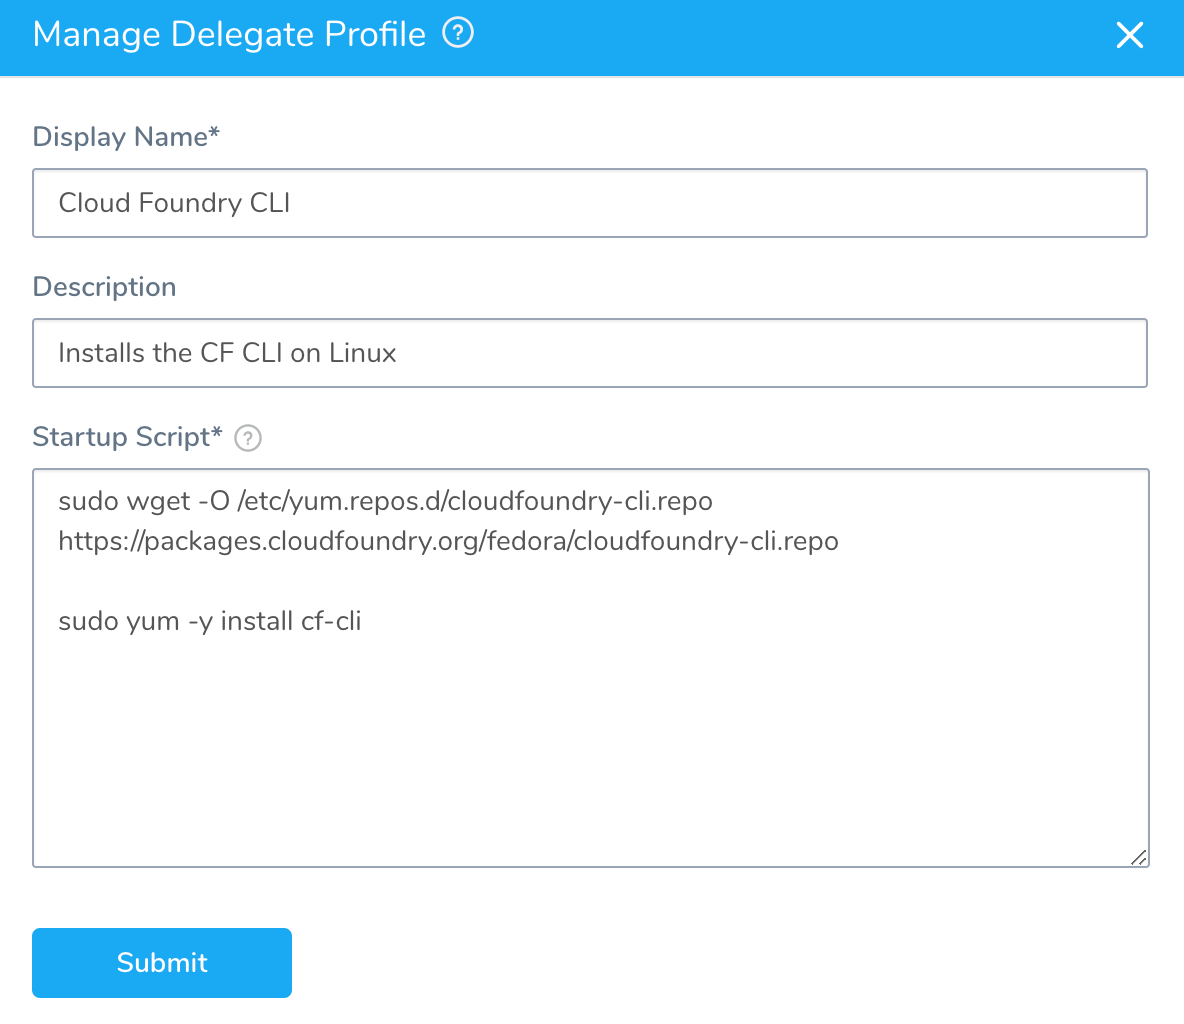 Manage Delegate Profile ?
Display Name*
Cloud Foundry CLI
Description
Installs the CF CLI on Linux
Startup Script* ?
sudo wget -O /etc/yum.repos.d/cloudfoundry-cli.repo
https://packages.cloudfoundry.org/fedora/cloudfoundry-cli.repo
sudo yum -y install cf-cli
Submit